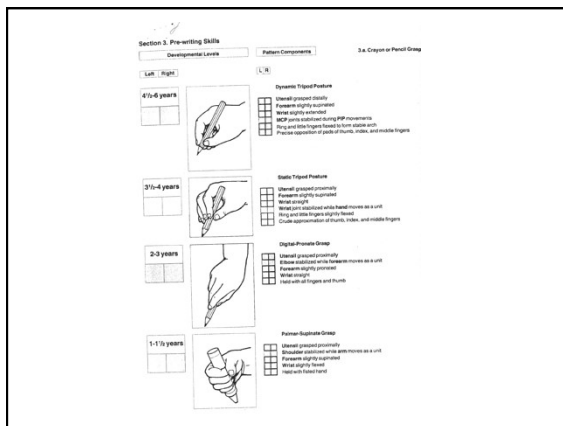 Section 3. Pre-writing Skills
Developmental Levels
Pattern Components
3.a. Crayon or Pencil Grasp
Left Right
L R
4½-6 years
Dynamic Tripod Posture
Utensil grasped distally
Forearm slightly supinated
Wrist slightly extended
MCP joints stabilized during PIP movements
Ring and little fingers flexed to form stable arch
Precise opposition of pads of thumb, index, and middle fingers
3½-4 years
Static Tripod Posture
Utensil grasped proximally
Forearm slightly supinated
Wrist straight
Wrist joint stabilized while hand moves as a unit
Ring and little fingers slightly flexed
Crude approximation of thumb, index, and middle fingers
2-3 years
Digital-Pronate Grasp
Utensil grasped proximally
Elbow stabilized while forearm moves as a unit
Forearm slightly pronated
Wrist straight
Held with all fingers and thumb
1-1½ years
Palmar-Supinate Grasp
Utensil grasped proximally
Shoulder stabilized while arm moves as a unit
Forearm slightly supinated
Wrist slightly flexed
Held with fisted hand